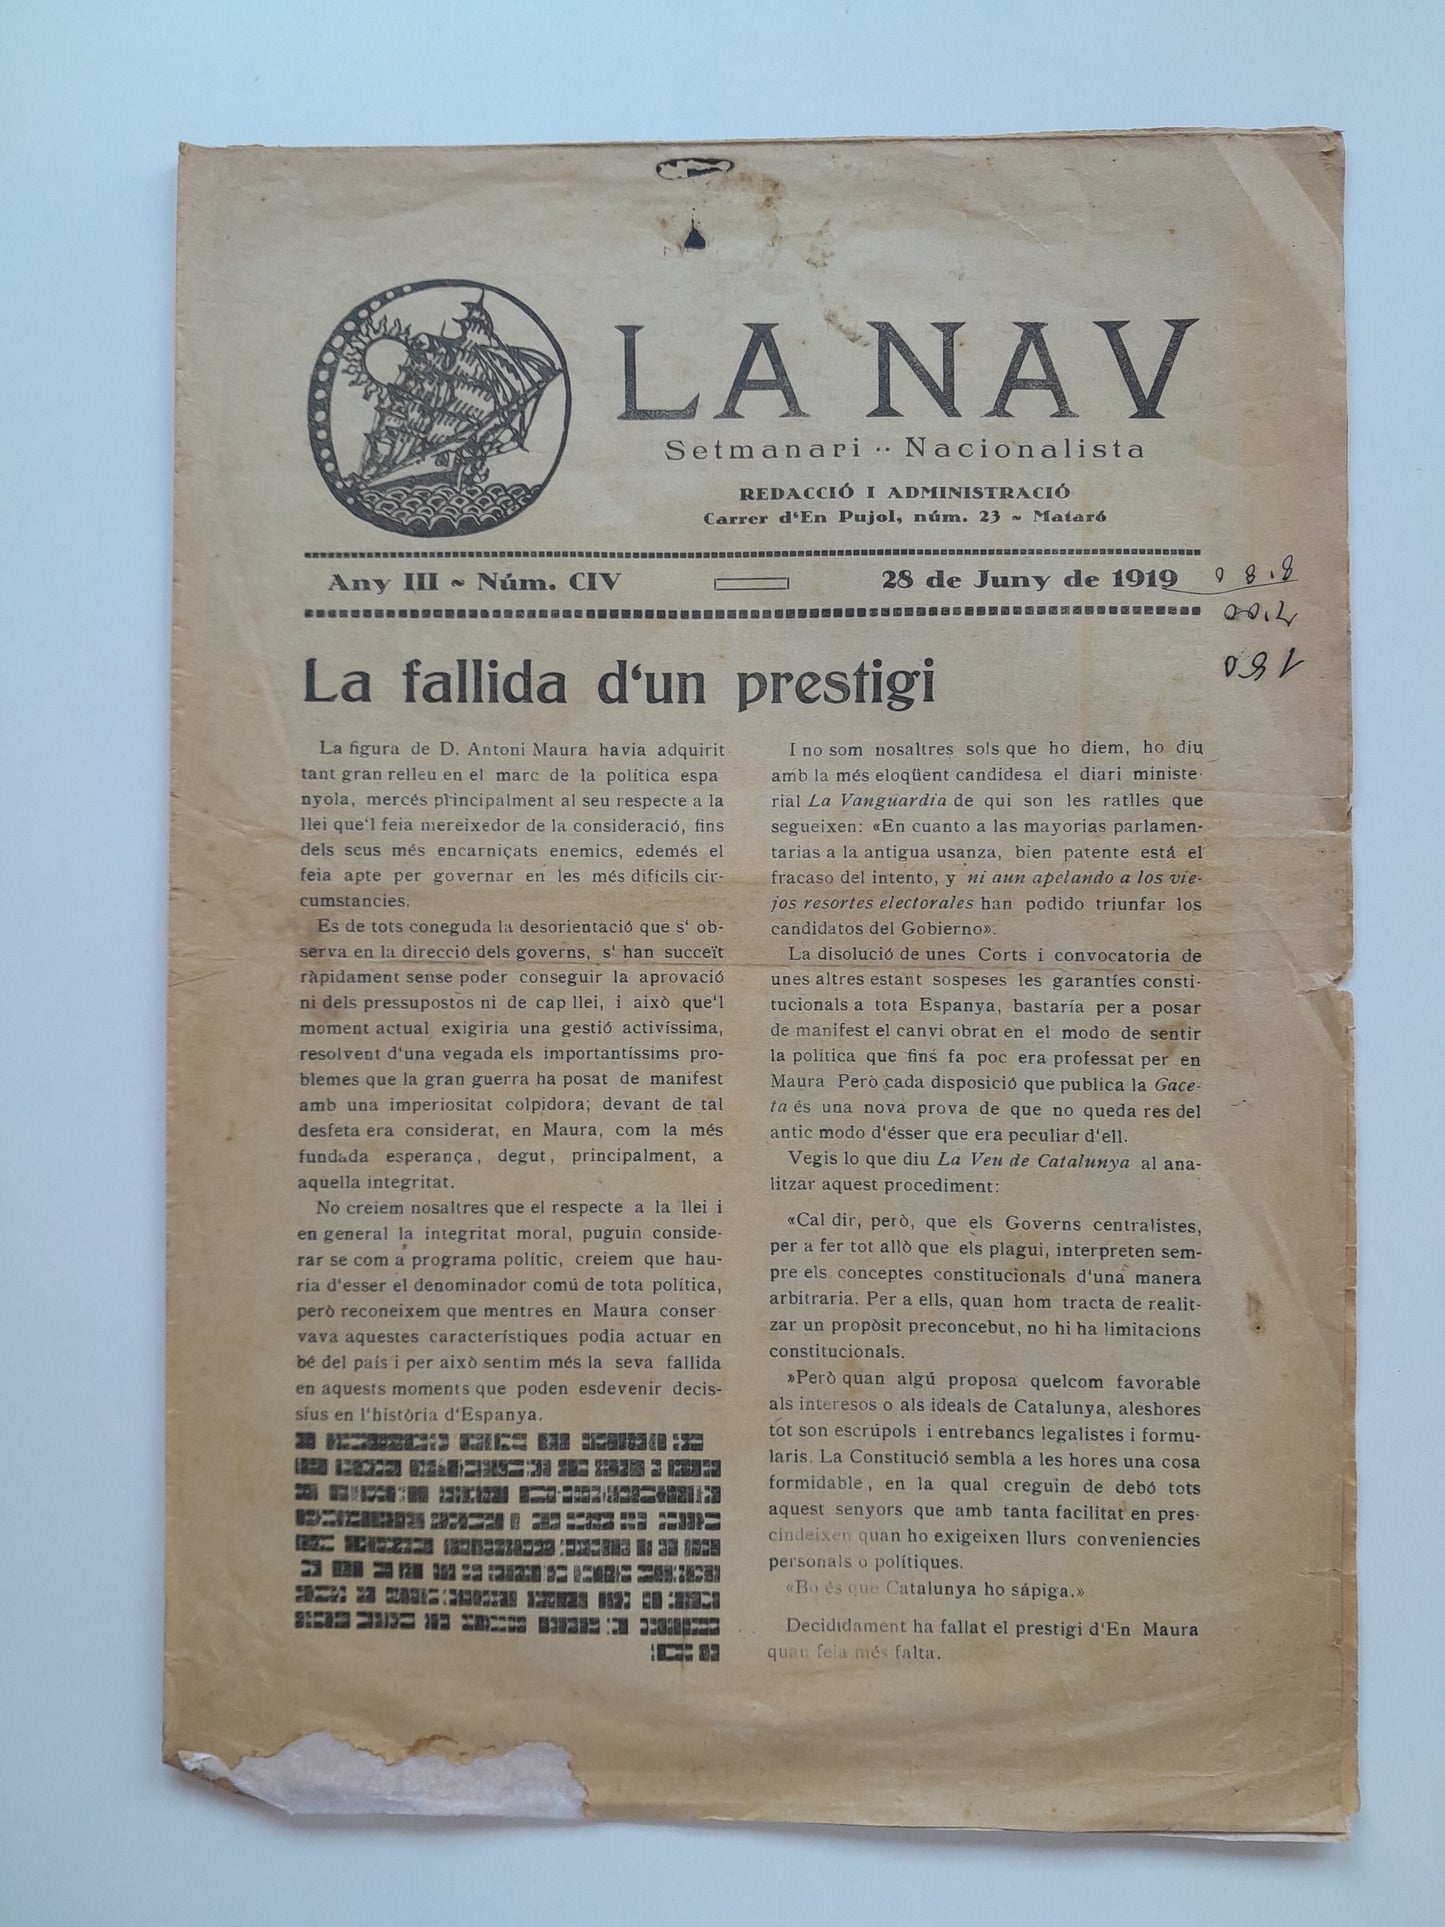 LA NAV
Setmanari ·· Nacionalista
REDACCIÓ I ADMINISTRACIÓ
Carrer d‘En Pujol, núm. 23 ~ Mataró
Any III ~ Núm. CIV
28 de Juny de 1919
La fallida d‘un prestigi
La figura de D. Antoni Maura havia adquirit
tant gran relleu en el marc de la política espa
nyola, mercés principalment al seu respecte a la
llei que‘l feia mereixedor de la consideració, fins
dels seus més encarniçats enemics, edemés el
feia apte per governar en les més difícils cir-
cumstancies.
Es de tots coneguda la desorientació que s‘ ob-
serva en la direcció dels governs, s‘ han succeït
ràpidament sense poder conseguir la aprovació
ni dels pressupostos ni de cap llei, i això que‘l
moment actual exigiria una gestió activíssima,
resolvent d‘una vegada els importantíssims pro-
blemes que la gran guerra ha posat de manifest
amb una imperiositat colpidora; devant de tal
desfeta era considerat, en Maura, com la més
fundada esperança, degut, principalment, a
aquella integritat.
No creiem nosaltres que el respecte a la llei i
en general la integritat moral, puguin conside-
rar se com a programa polític, creiem que hau-
ria d‘esser el denominador comú de tota política,
però reconeixem que mentres en Maura conser-
vava aquestes característiques podia actuar en
bé del país i per això sentim més la seva fallida
en aquests moments que poden esdevenir decis-
sius en l‘història d‘Espanya.
I no som nosaltres sols que ho diem, ho diu
amb la més eloqüent candidesa el diari ministe-
rial La Vanguardia de qui son les ratlles que
segueixen: «En cuanto a las mayorias parlamen-
tarias a la antigua usanza, bien patente está el
fracaso del intento, y ni aun apelando a los vie-
jos resortes electorales han podido triunfar los
candidatos del Gobierno».
La disolució de unes Corts i convocatoria de
unes altres estant sospeses les garantíes consti-
tucionals a tota Espanya, bastaría per a posar
de manifest el canvi obrat en el modo de sentir
la política que fins fa poc era professat per en
Maura Però cada disposició que publica la Gace-
ta és una nova prova de que no queda res del
antic modo d‘ésser que era peculiar d‘ell.
Vegis lo que diu La Veu de Catalunya al ana-
litzar aquest procediment:
«Cal dir, però, que els Governs centralistes,
per a fer tot allò que els plagui, interpreten sem-
pre els conceptes constitucionals d‘una manera
arbitraria. Per a ells, quan hom tracta de realit-
zar un propòsit preconcebut, no hi ha limitacions
constitucionals.
»Però quan algú proposa quelcom favorable
als interesos o als ideals de Catalunya, aleshores
tot son escrúpols i entrebancs legalistes i formu-
laris. La Constitució sembla a les hores una cosa
formidable, en la qual creguin de debó tots
aquest senyors que amb tanta facilitat en pres-
cindeixen quan ho exigeixen llurs conveniencies
personals o polítiques.
«Bo és que Catalunya ho sápiga.»
Decididament ha fallat el prestigi d‘En Maura
quan feia més falta.